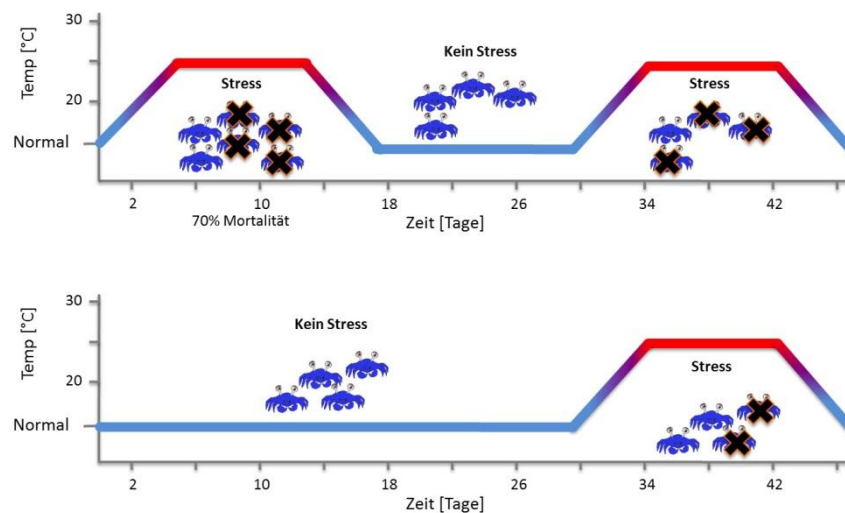 Temp [°C]
30
20
Normal
Stress
Kein Stress
Stress
2
10
18
26
34
42
70% Mortalität
Zeit [Tage]
Temp [°C]
30
20
Normal
Kein Stress
Stress
2
10
18
26
34
42
Zeit [Tage]